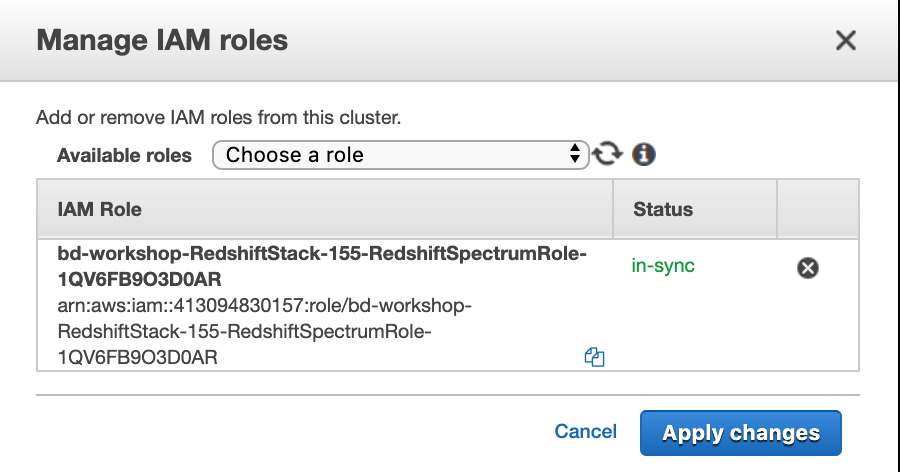 Manage IAM roles
Add or remove IAM roles from this cluster.
Available roles Choose a role
IAM Role Status
bd-workshop-RedshiftStack-155-RedshiftSpectrumRole- in-sync
1QV6FB9O3D0AR
arn:aws:iam::413094830157:role/bd-workshop-
RedshiftStack-155-RedshiftSpectrumRole-
1QV6FB9O3D0AR
Cancel Apply changes